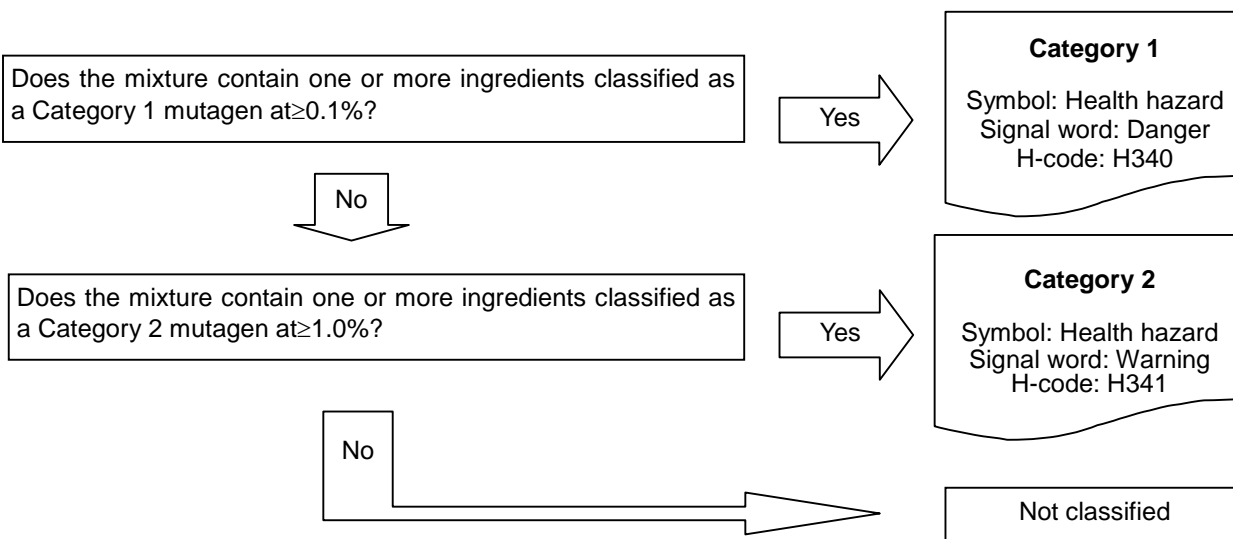 Does the mixture contain one or more ingredients classified as
a Category 1 mutagen at≥0.1%?
Yes
Category 1
Symbol: Health hazard
Signal word: Danger
H-code: H340
No
Does the mixture contain one or more ingredients classified as
a Category 2 mutagen at≥1.0%?
Yes
Category 2
Symbol: Health hazard
Signal word: Warning
H-code: H341
No
Not classified